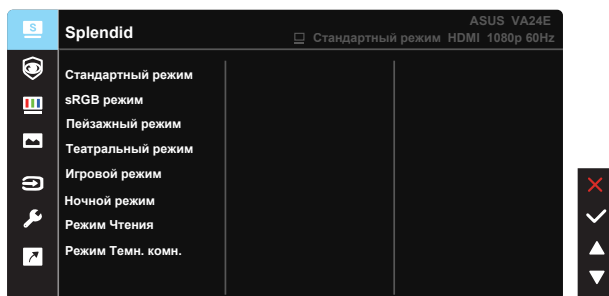 S
Splendid
ASUS VA24E
Стандартный режим HDMI 1080p 60Hz
Стандартный режим
sRGB режим
Пейзажный режим
Театральный режим
Игровой режим
Ночной режим
Режим Чтения
Режим Темн. комн.